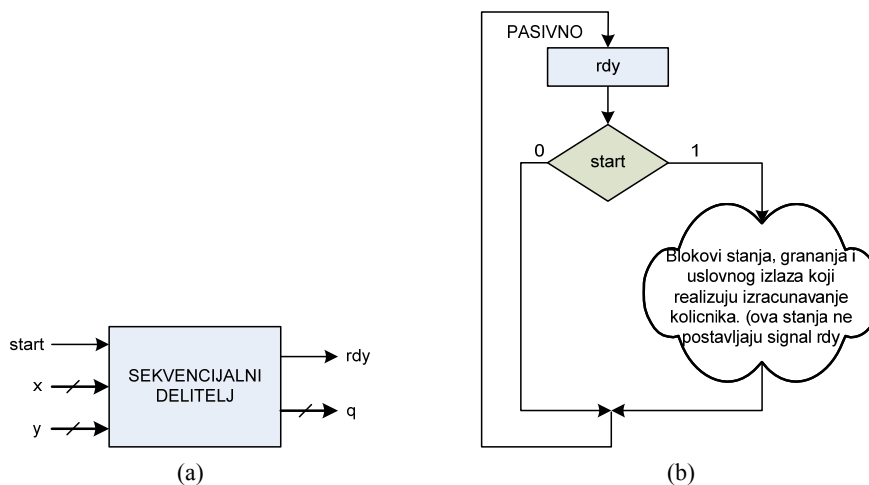 start
x
y
SEKVENCIJALNI
DELITELJ
rdy
q
(a)
PASIVNO
rdy
0
start
1
Blokovi stanja, grananja i
uslovnog izlaza koji
realizuju izracunavanje
kolicnika. (ova stanja ne
postavljaju signal rdy
(b)